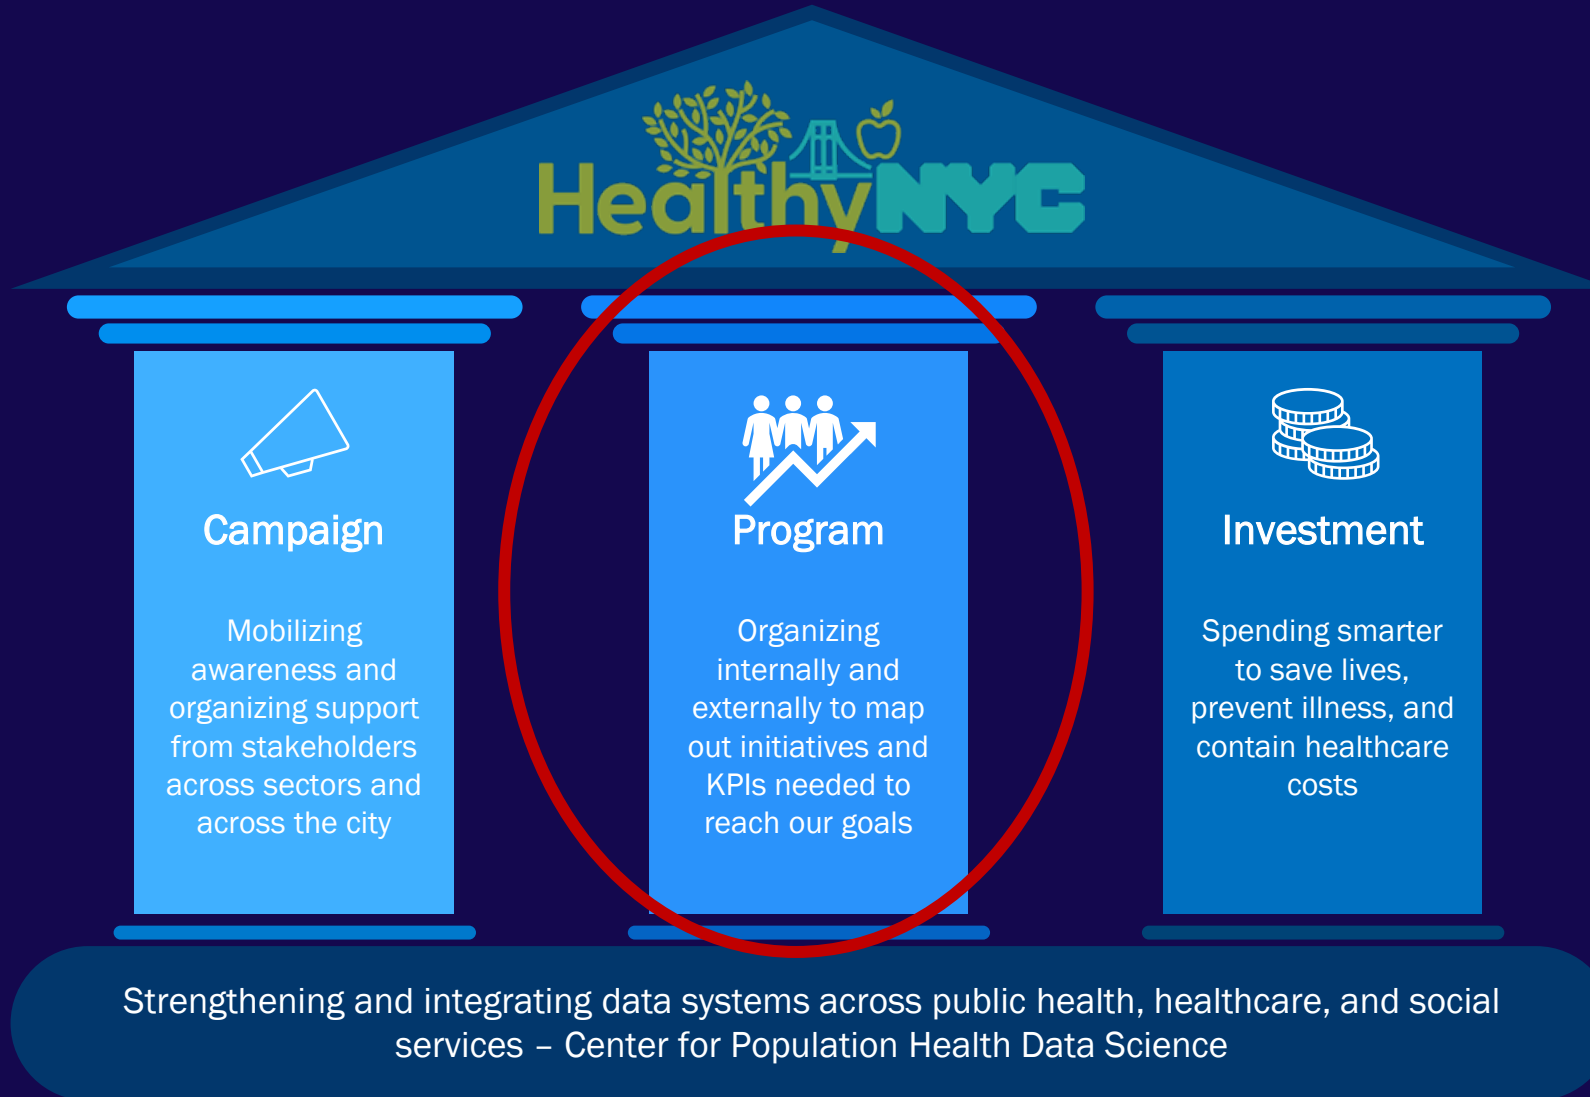 HealthyNYC
Campaign
Mobilizing
awareness and
organizing support
from stakeholders
across sectors and
across the city
Program
Organizing
internally and
externally to map
out initiatives and
KPIs needed to
reach our goals
Investment
Spending smarter
to save lives,
prevent illness, and
contain healthcare
costs
Strengthening and integrating data systems across public health, healthcare, and social
services – Center for Population Health Data Science